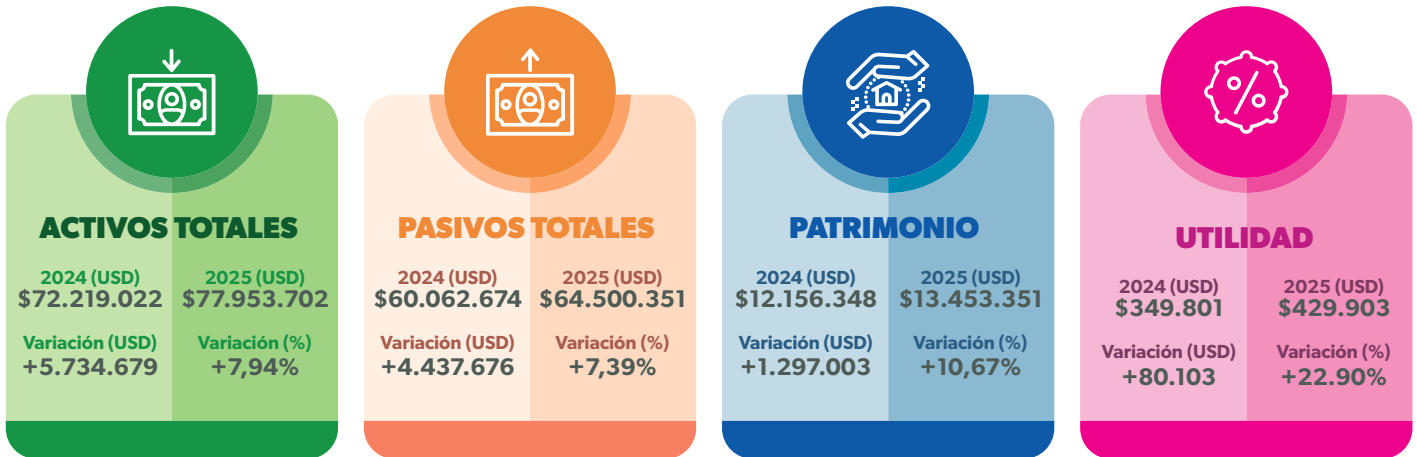 ACTIVOS TOTALES
2024 (USD) 2025 (USD)
$72.219.022 $77.953.702
Variación (USD) Variación (%)
+5.734.679 +7,94%
PASIVOS TOTALES
2024 (USD) 2025 (USD)
$60.062.674 $64.500.351
Variación (USD) Variación (%)
+4.437.676 +7,39%
PATRIMONIO
2024 (USD) 2025 (USD)
$12.156.348 $13.453.351
Variación (USD) Variación (%)
+1.297.003 +10,67%
UTILIDAD
2024 (USD) 2025 (USD)
$349.801 $429.903
Variación (USD) Variación (%)
+80.103 +22.90%